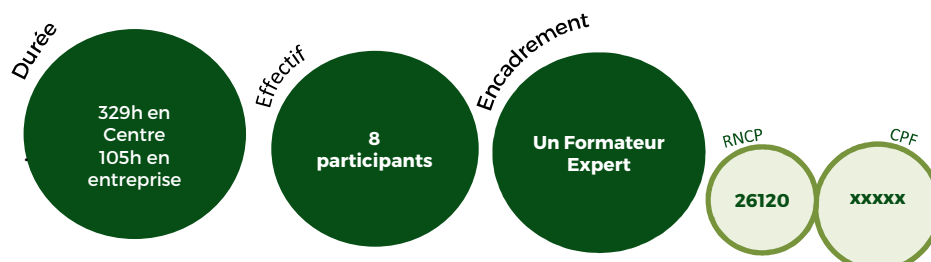 Durée
329h en
Centre
105h en
entreprise
Effectif
8
participants
Encadrement
Un Formateur
Expert
RNCP
26120
CPF
xxxxx